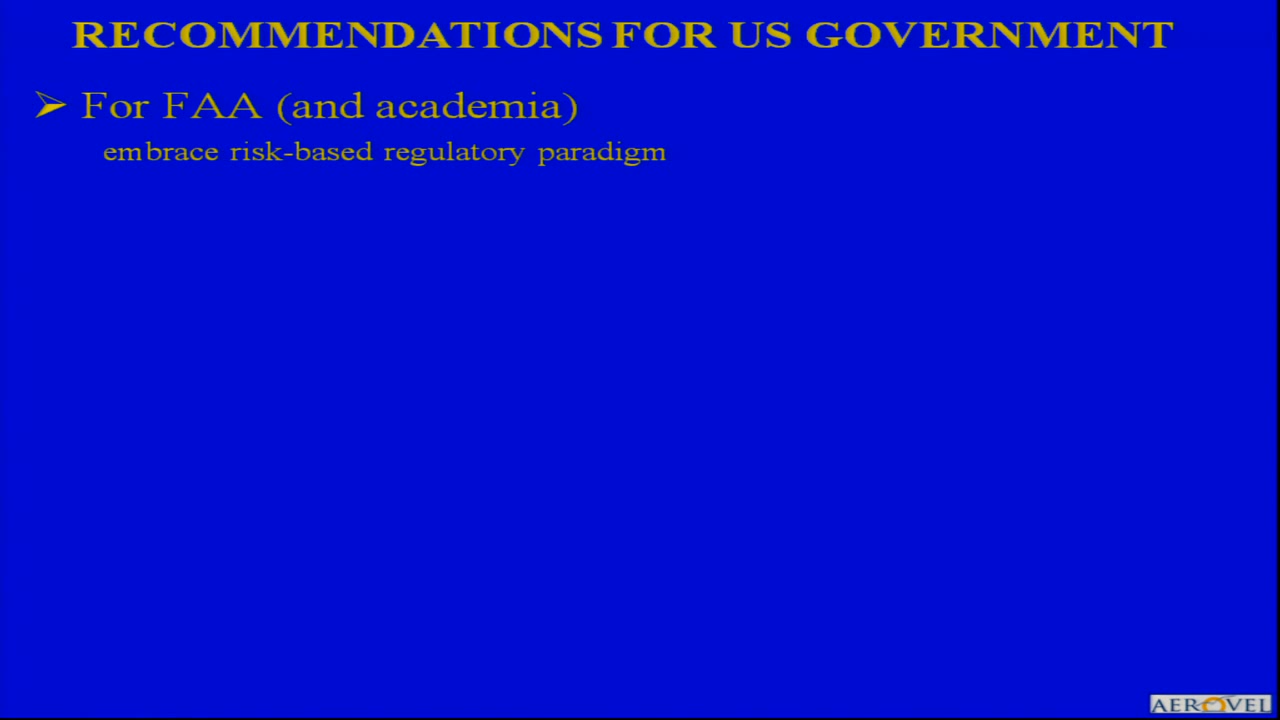 RECOMMENDATIONS FOR US GOVERNMENT
For FAA (and academia)
embrace risk-based regulatory paradigm
AEROVEL